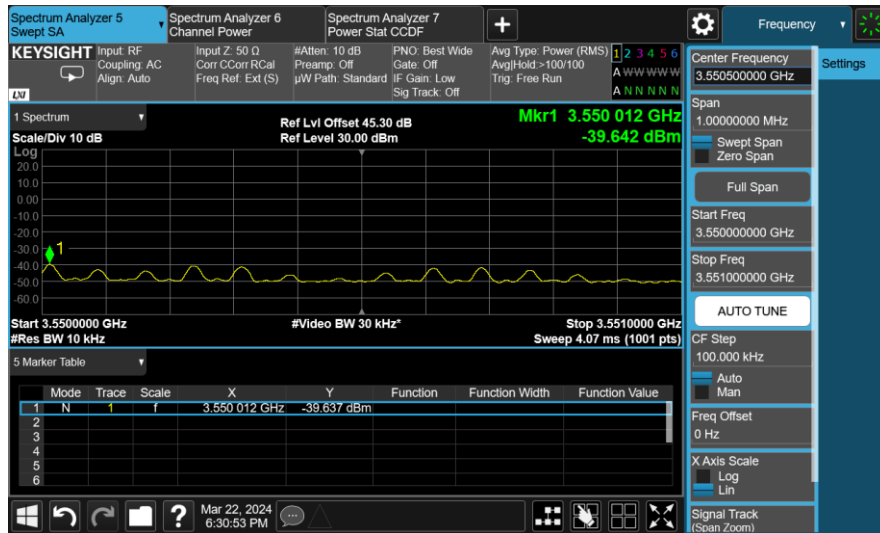 Spectrum Analyzer 5
Swept SA
Spectrum Analyzer 6
Channel Power
Spectrum Analyzer 7
Power Stat CCDF
+
Frequency
KEYSIGHT
LXI
Input: RF
Coupling: AC
Align: Auto
Input Z: 50 Ω
Corr CCorr RCal
Freq Ref: Ext (S)
#Atten: 10 dB
Preamp: Off
µW Path: Standard
PNO: Best Wide
Gate: Off
IF Gain: Low
Sig Track: Off
Avg Type: Power (RMS)
Avg|Hold:>100/100
Trig: Free Run
1 2 3 4 5 6
A W W W W W
A N N N N N
1 Spectrum
Scale/Div 10 dB
Ref Lvl Offset 45.30 dB
Ref Level 30.00 dBm
Mkr1 3.550 012 GHz
-39.642 dBm
Log
20.0
10.0
0.00
-10.0
-20.0
-30.0
-40.0
-50.0
-60.0
1
Start 3.55000 GHz
#Res BW 10 kHz
#Video BW 30 kHz*
Stop 3.5510000 GHz
Sweep 4.07 ms (1001 pts)
5 Marker Table
Mode Trace Scale X Y Function Function Width Function Value
1 N 1 f 3.550 012 GHz -39.637 dBm
2
3
4
5
6
Mar 22, 2024
6:30:53 PM
?
Center Frequency
3.550500000 GHz
Settings
Span
1.00000000 MHz
Swept Span
Zero Span
Full Span
Start Freq
3.550000000 GHz
Stop Freq
3.551000000 GHz
AUTO TUNE
CF Step
100.000 kHz
Auto
Man
Freq Offset
0 Hz
X Axis Scale
Log
Lin
Signal Track
(Span Zoom)